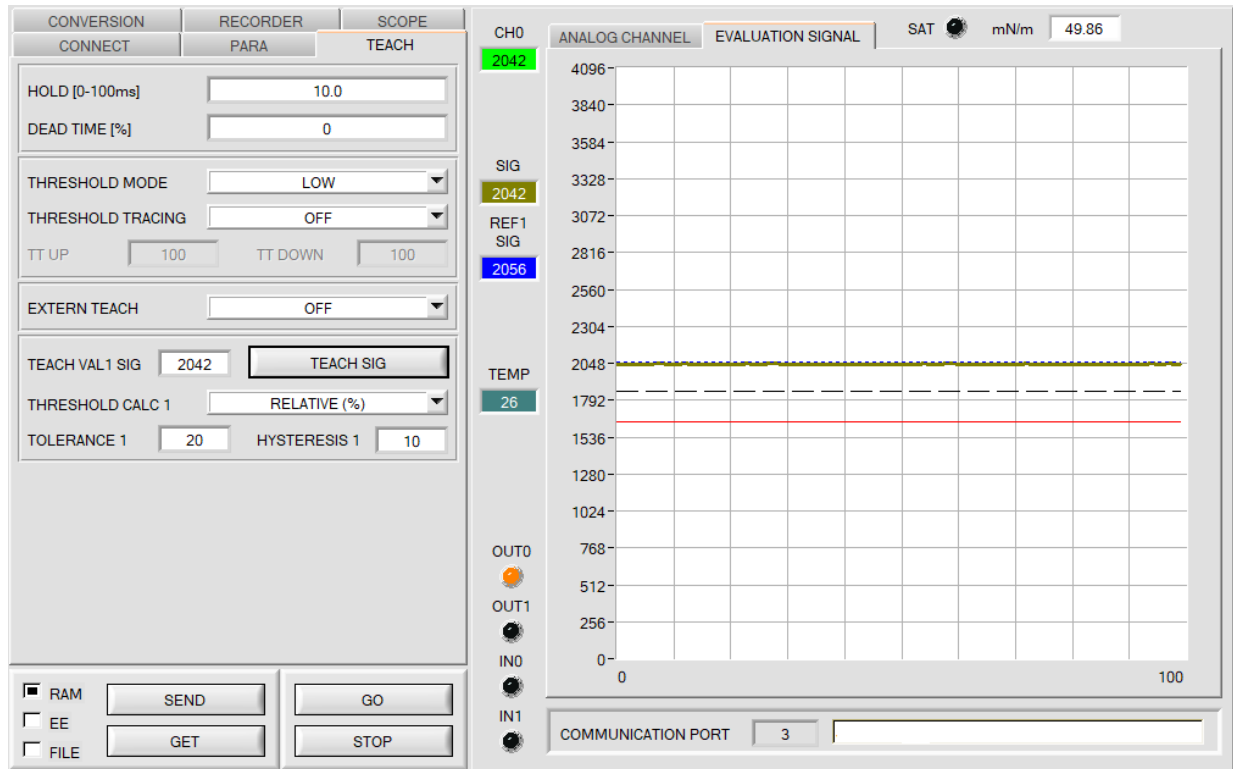 CONVERSION RECORDER SCOPE
CONNECT PARA TEACH
HOLD [0-100ms] 10.0
DEAD TIME [%] 0
THRESHOLD MODE LOW
THRESHOLD TRACING OFF
TT UP 100 TT DOWN 100
EXTERN TEACH OFF
TEACH VAL1 SIG 2042 TEACH SIG
THRESHOLD CALC 1 RELATIVE (%)
TOLERANCE 1 20 HYSTERESIS 1 10
RAM
EE
FILE
SEND
GET
GO
STOP
CH0
2042
SIG
2042
REF1
SIG
2056
TEMP
26
OUT0
OUT1
IN0
IN1
ANALOG CHANNEL EVALUATION SIGNAL SAT mN/m 49.86
4096
3840
3584
3328
3072
2816
2560
2304
2048
1792
1536
1280
1024
768
512
256
0
0 100
COMMUNICATION PORT 3